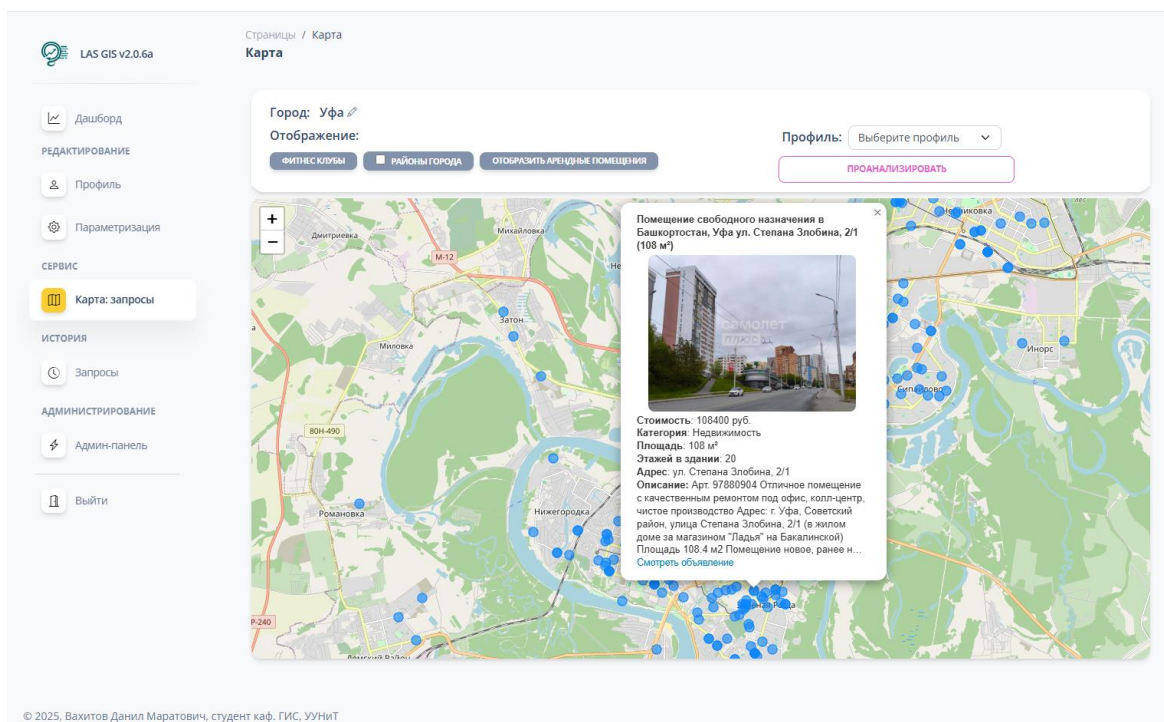 LAS GIS v2.0.6a
Дашборд
РЕДАКТИРОВАНИЕ
Профиль
Параметризация
СЕРВИС
Карта: запросы
ИСТОРИЯ
Запросы
АДМИНИСТРИРОВАНИЕ
Админ-панель
Выйти
Страницы / Карта
Карта
Город: Уфа
Отображение:
ФИТНЕС КЛУБЫ
РАЙОНЫ ГОРОДА
ОТОБРАЗИТЬ АРЕНДНЫЕ ПОМЕЩЕНИЯ
Профиль: Выберите профиль
ПРОАНАЛИЗИРОВАТЬ
+
−
Дмитриевка
Михайловка
М-12
Затон
Миловка
80Н-490
Романовка
Нижегородка
Р-240
Инорс
Помещение свободного назначения в
Башкортостан, Уфа ул. Степана Злобина, 2/1
(108 м²)
×
самолет
плюс
Стоимость: 108400 руб.
Категория: Недвижимость
Площадь: 108 м²
Этажей в здании: 20
Адрес: ул. Степана Злобина, 2/1
Описание: Арт. 97880904 Отличное помещение
с качественным ремонтом под офис, колл-центр,
чистое производство Адрес: г. Уфа, Советский
район, улица Степана Злобина, 2/1 (в жилом
доме за магазином "Ладья" на Бакалинской)
Площадь 108.4 м2 Помещение новое, ранее н...
Смотреть объявление
© 2025, Вахитов Данил Маратович, студент каф. ГИС, УУНиТ